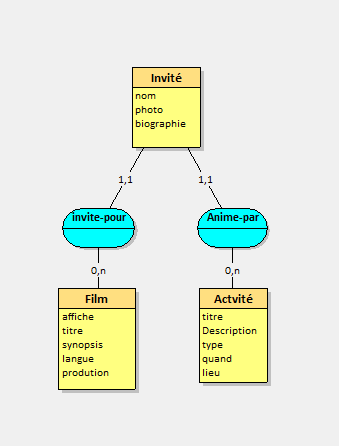 Invité
nom
photo
biographie
1,1
1,1
invite-pour
Anime-par
0,n
0,n
Film
affiche
titre
synopsis
langue
prodution
Actvité
titre
Description
type
quand
lieu